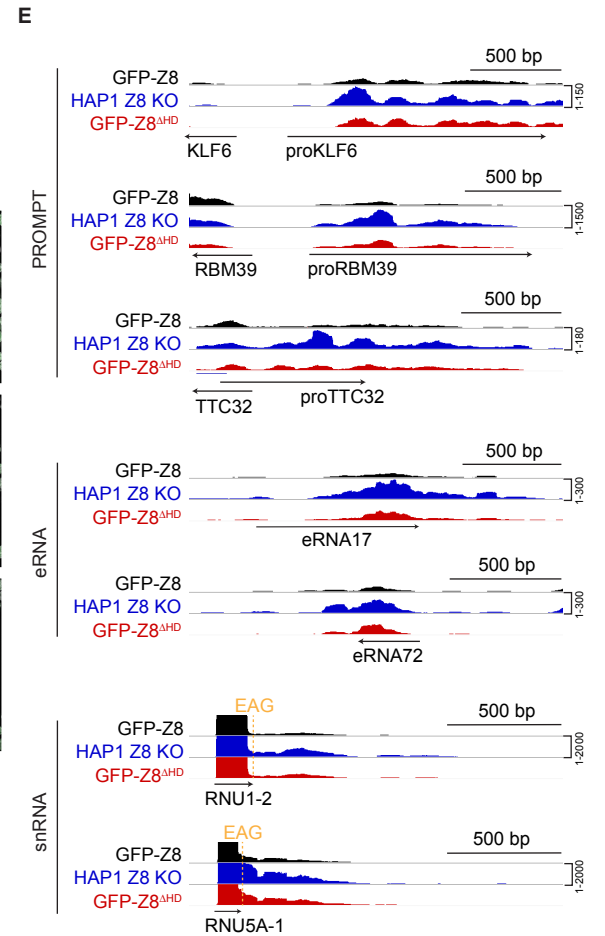 E
PROMPT
500 bp
GFP-Z8
HAP1 Z8 KO
GFP-Z8ΔHD
1-150
KLF6 proKLF6
500 bp
GFP-Z8
HAP1 Z8 KO
GFP-Z8ΔHD
1-1500
RBM39 proRBM39
500 bp
GFP-Z8
HAP1 Z8 KO
GFP-Z8ΔHD
1-180
TTC32 proTTC32
eRNA
500 bp
GFP-Z8
HAP1 Z8 KO
GFP-Z8ΔHD
1-300
eRNA17
500 bp
GFP-Z8
HAP1 Z8 KO
GFP-Z8ΔHD
1-300
eRNA72
snRNA
EAG 500 bp
GFP-Z8
HAP1 Z8 KO
GFP-Z8ΔHD
1-2000
RNU1-2
EAG 500 bp
GFP-Z8
HAP1 Z8 KO
GFP-Z8ΔHD
1-20000
RNU5A-1